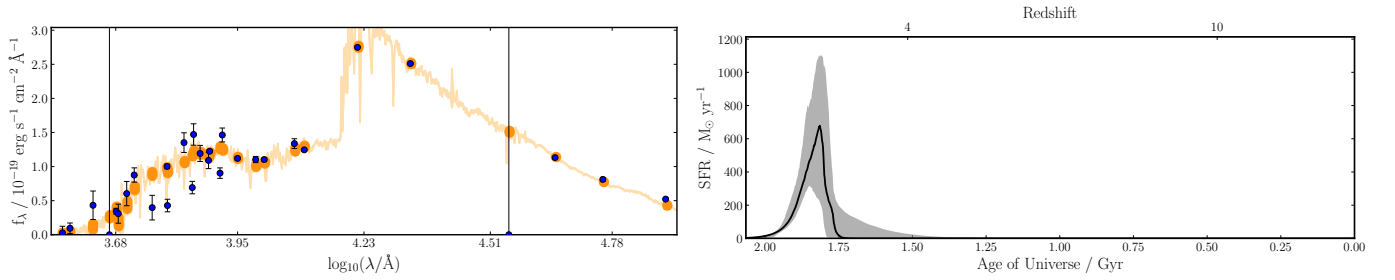 3.0
2.5
2.0
1.5
1.0
0.5
0.0
f_λ / 10⁻¹⁹ erg s⁻¹ cm⁻² Å⁻¹
3.68 3.95 4.23 4.51 4.78
log₁₀(λ/Å)
Redshift
4 10
1200
1000
800
600
400
200
0
SFR / M⊙ yr⁻¹
2.00 1.75 1.50 1.25 1.00 0.75 0.50 0.25 0.00
Age of Universe / Gyr